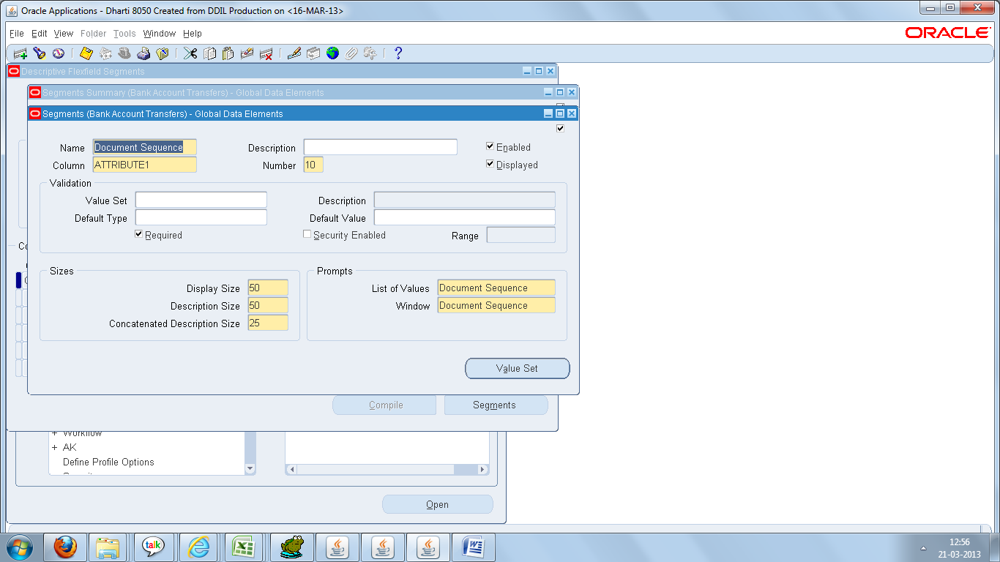 Oracle Applications - Dharti 8050 Created from DDIL Production on <16-MAR-13>
File Edit View Folder Tools Window Help
ORACLE
Descriptive Flexfield Segments
Segments Summary (Bank Account Transfers) - Global Data Elements
Segments (Bank Account Transfers) - Global Data Elements
Name Document Sequence Description Enabled
Column ATTRIBUTE1 Number 10 Displayed
Validation
Value Set Description
Default Type Default Value
Required Security Enabled Range
Co
Sizes Prompts
Display Size 50 List of Values Document Sequence
Description Size 50 Window Document Sequence
Concatenated Description Size 25
Value Set
Compile Segments
+ Workflow
+ AK
Define Profile Options
Open
talk
12:56
21-03-2013